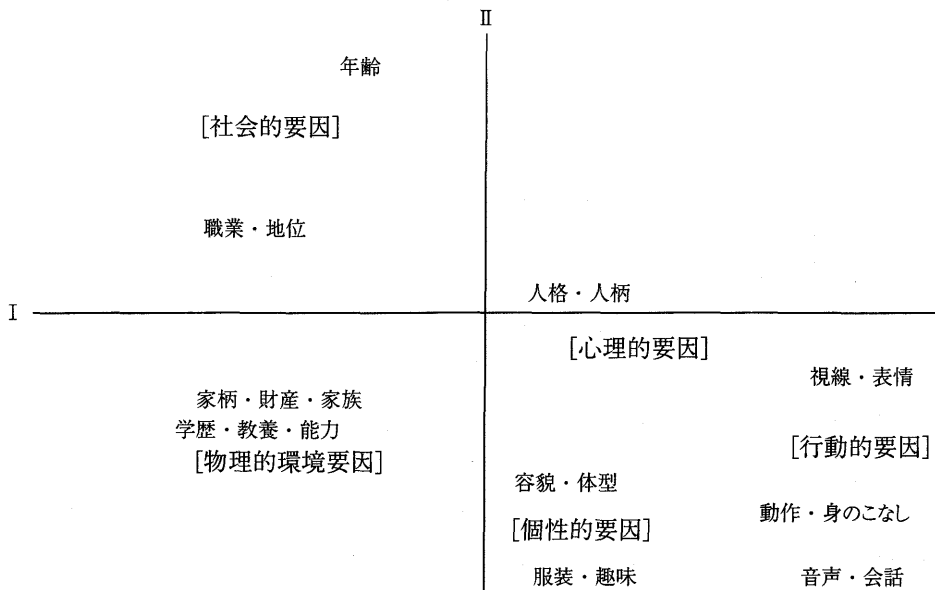 II
年齢
[社会的要因]
職業・地位
人格・人柄
I
[心理的要因]
視線・表情
家柄・財産・家族
学歴・教養・能力
[物理的環境要因]
[行動的要因]
容貌・体型
動作・身のこなし
[個性的要因]
服装・趣味
音声・会話